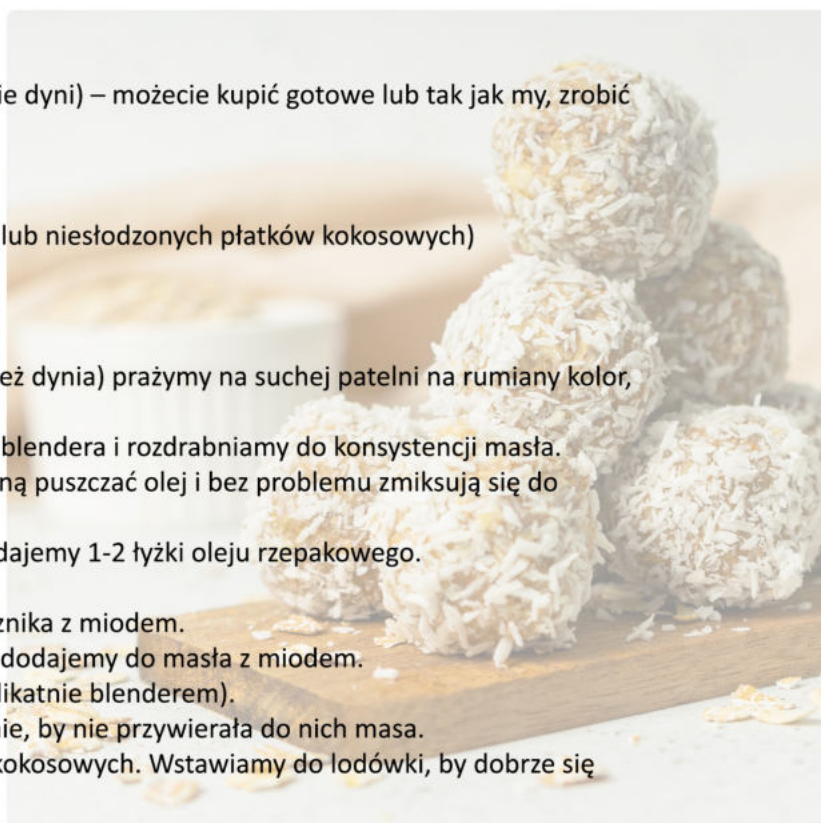 ie dyni) – możecie kupić gotowe lub tak jak my, zrobić
lub niesłodzonych płatków kokosowych)
eż dynia) prażymy na suchej patelni na rumiany kolor,
blendera i rozdrabniamy do konsystencji masła.
ną puszczać olej i bez problemu zmiksują się do
dajemy 1-2 łyżki oleju rzepakowego.
znika z miodem.
dodajemy do masła z miodem.
likatnie blenderem).
nie, by nie przywierała do nich masa.
kokosowych. Wstawiamy do lodówki, by dobrze się